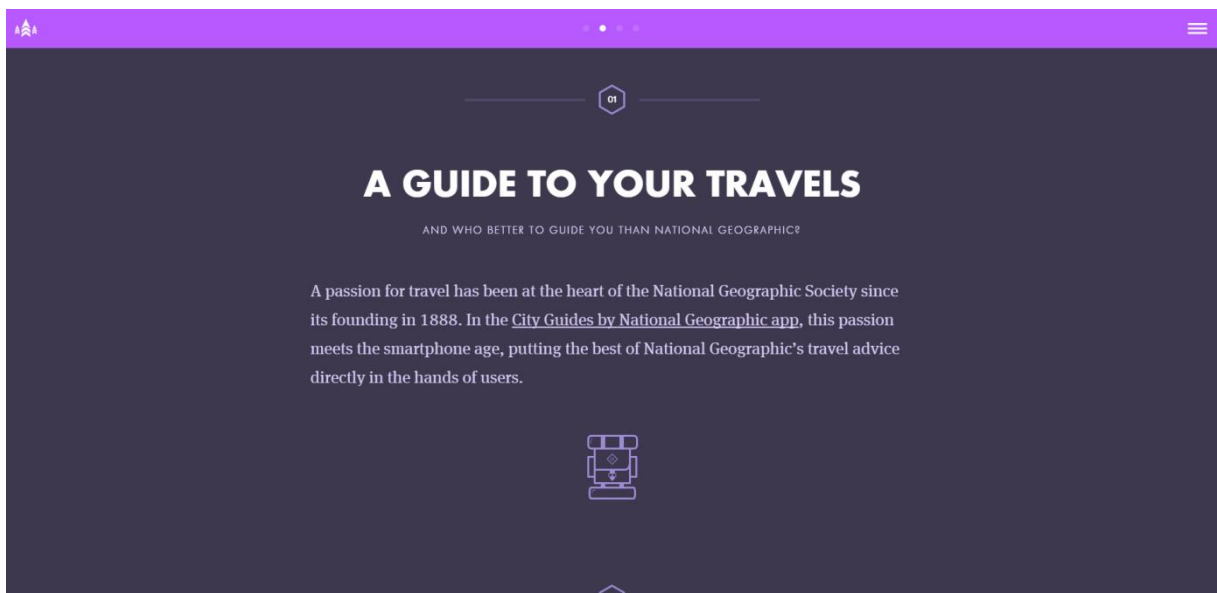 01
A GUIDE TO YOUR TRAVELS
AND WHO BETTER TO GUIDE YOU THAN NATIONAL GEOGRAPHIC?
A passion for travel has been at the heart of the National Geographic Society since
its founding in 1888. In the City Guides by National Geographic app, this passion
meets the smartphone age, putting the best of National Geographic’s travel advice
directly in the hands of users.